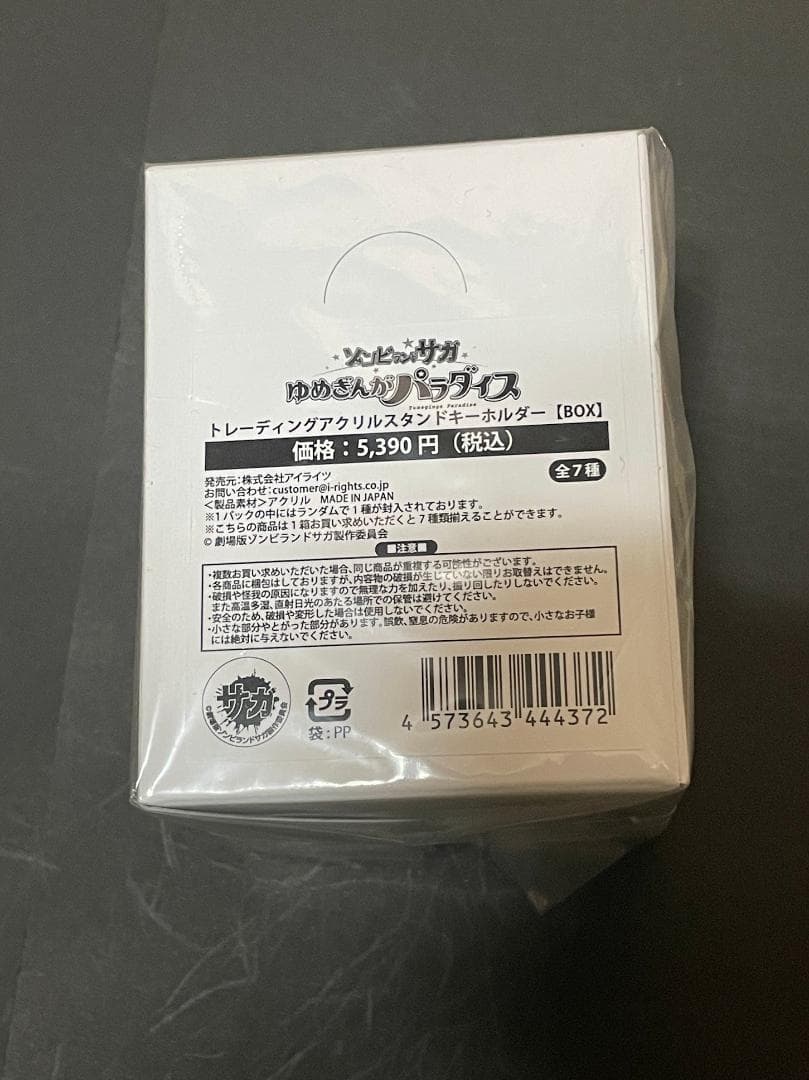 ゾンビランドサガ
ゆめぎんがパラダイス
Yumeginga Paradise
トレーディングアクリルスタンドキーホルダー【BOX】
価格：5,390円（税込）
全7種
発売元：株式会社アイライツ
お問い合わせ：customer@i-rights.co.jp
＜製品素材＞アクリル　MADE IN JAPAN
※1パックの中にはランダムで1種が封入されております。
※こちらの商品は1箱お買い求めいただくと7種類揃えることができます。
© 劇場版ゾンビランドサガ製作委員会
■注意■
・複数お買い求めいただいた場合、同じ商品が重複する可能性がございます。
・各商品に梱包はしておりますが、内容物の破損が生じていない限りお取替えはできません。
・破損や怪我の原因になりますので無理な力を加えたり、振り回したりしないでください。
また高温多湿、直射日光のあたる場所での保管は避けてください。
・安全のため、破損や変形した場合は使用しないでください。
・小さな部分やとがった部分があります。誤飲、窒息の危険がありますので、小さなお子様
には絶対に与えないでください。
サガ
©劇場版ゾンビランドサガ製作委員会
プラ
袋：PP
4 573643 444372